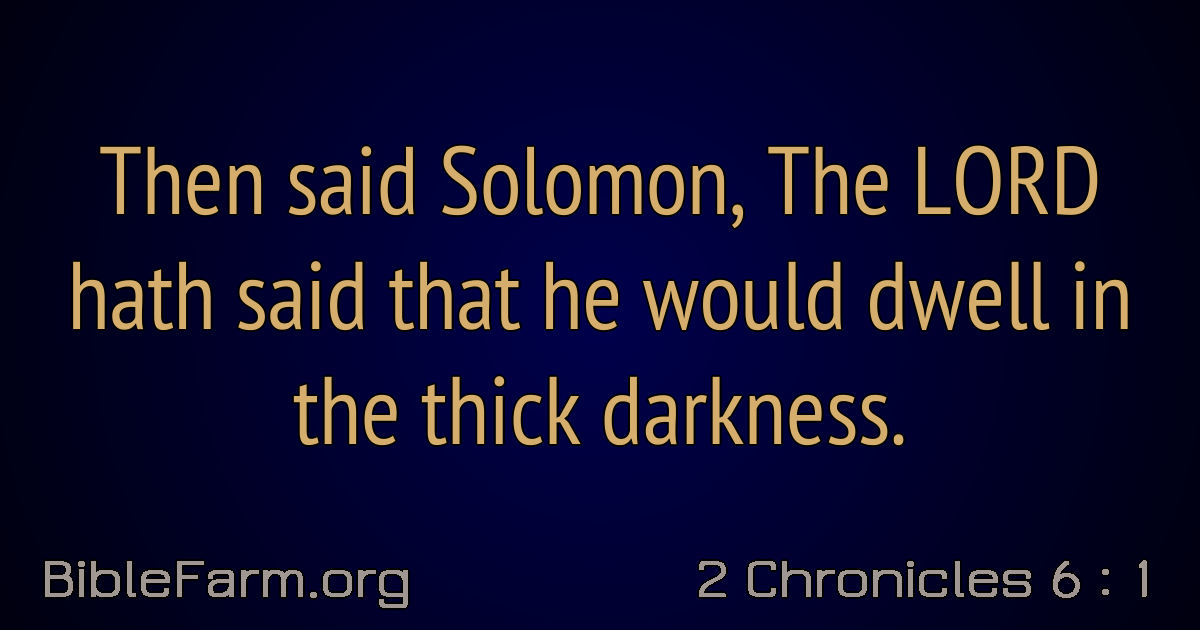 Then said Solomon, The LORD
hath said that he would dwell in
the thick darkness.
BibleFarm.org
2 Chronicles 6 : 1